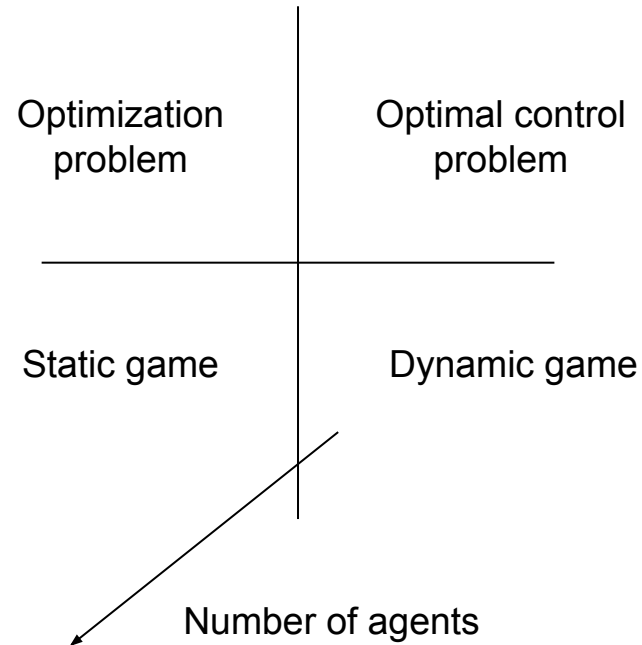 Optimization
problem
Optimal control
problem
Static game
Dynamic game
Number of agents